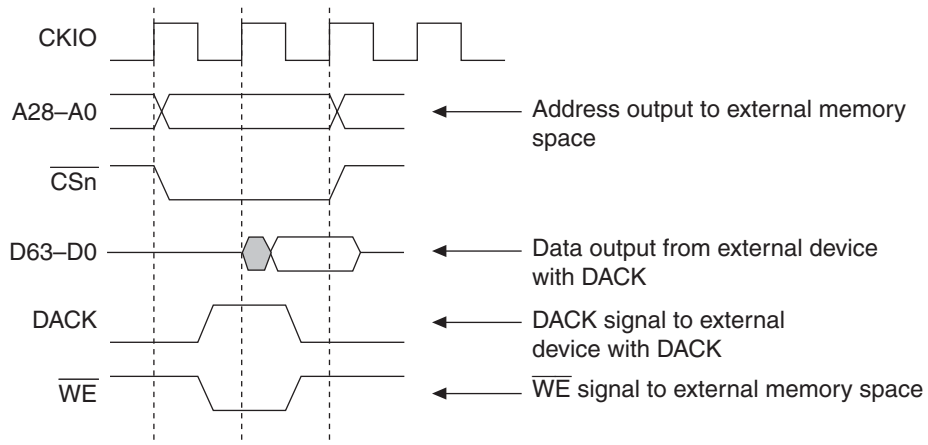 CKIO
A28–A0
Address output to external memory
space
CSn
D63–D0
Data output from external device
with DACK
DACK
DACK signal to external
device with DACK
WE
WE signal to external memory space